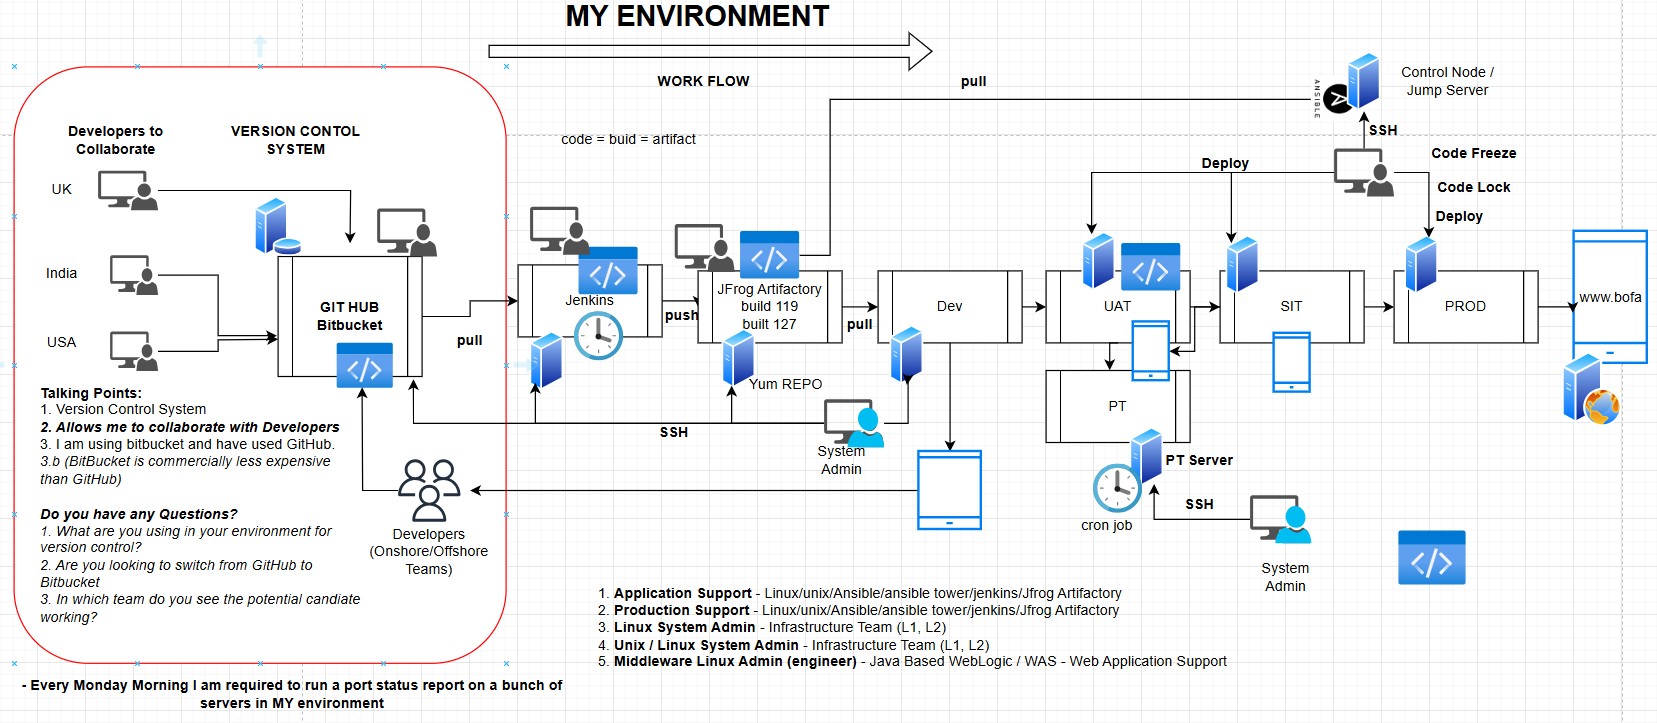 MY ENVIRONMENT
WORK FLOW
pull
Control Node /
Jump Server
ANSIBLE
SSH
Code Freeze
Code Lock
Deploy
Deploy
code = buid = artifact
Developers to
Collaborate
VERSION CONTOL
SYSTEM
UK
India
USA
GIT HUB
Bitbucket
pull
Jenkins
push
JFrog Artifactory
build 119
built 127
Yum REPO
pull
Dev
UAT
SIT
PROD
www.bofa
PT
PT Server
SSH
cron job
System
Admin
SSH
System
Admin
Developers
(Onshore/Offshore
Teams)
Talking Points:
1. Version Control System
2. Allows me to collaborate with Developers
3. I am using bitbucket and have used GitHub.
3.b (BitBucket is commercially less expensive
than GitHub)
Do you have any Questions?
1. What are you using in your environment for
version control?
2. Are you looking to switch from GitHub to
Bitbucket
3. In which team do you see the potential candiate
working?
- Every Monday Morning I am required to run a port status report on a bunch of
servers in MY environment
1. Application Support - Linux/unix/Ansible/ansible tower/jenkins/Jfrog Artifactory
2. Production Support - Linux/unix/Ansible/ansible tower/jenkins/Jfrog Artifactory
3. Linux System Admin - Infrastructure Team (L1, L2)
4. Unix / Linux System Admin - Infrastructure Team (L1, L2)
5. Middleware Linux Admin (engineer) - Java Based WebLogic / WAS - Web Application Support